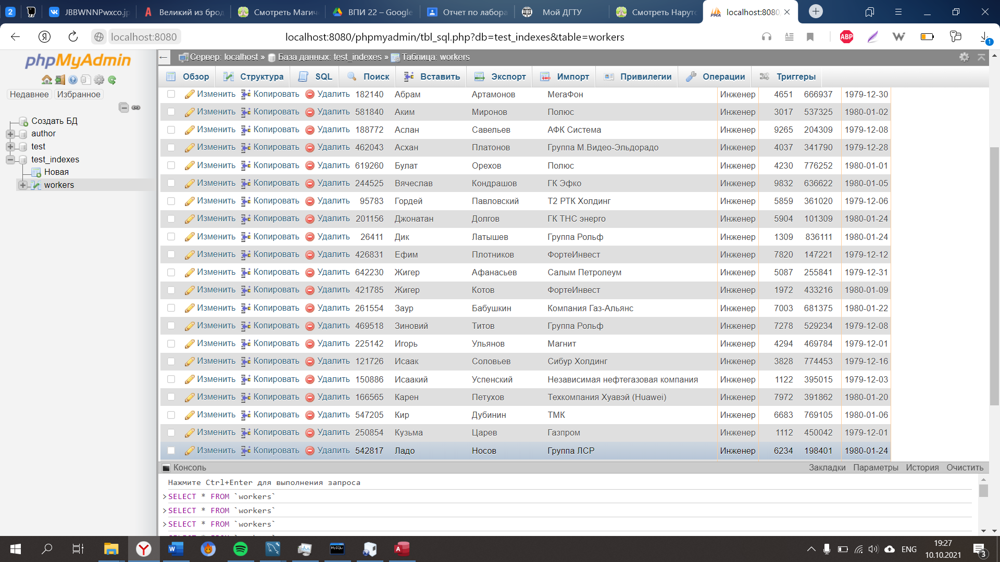 2 JBBWNNPwxco.jp Великий из брод Смотреть Магич ВПИ 22 – Google Отчет по лабора Мой ДГТУ Смотреть Нарутс localhost:8080
localhost:8080 localhost:8080/phpmyadmin/tbl_sql.php?db=test_indexes&table=workers ABP 1
phpMyAdmin
Недавнее Избранное
Создать БД
author
test
test_indexes
Новая
workers
Сервер: localhost » База данных: test_indexes » Таблица: workers
Обзор Структура SQL Поиск Вставить Экспорт Импорт Привилегии Операции Триггеры
Изменить Копировать Удалить 182140 Абрам Артамонов МегаФон Инженер 4651 666937 1979-12-30
Изменить Копировать Удалить 581840 Аким Миронов Полюс Инженер 3017 537325 1980-01-02
Изменить Копировать Удалить 188772 Аслан Савельев АФК Система Инженер 9265 204309 1979-12-08
Изменить Копировать Удалить 462043 Асхан Платонов Группа М.Видео-Эльдорадо Инженер 4037 341790 1979-12-28
Изменить Копировать Удалить 619260 Булат Орехов Полюс Инженер 4230 776252 1980-01-01
Изменить Копировать Удалить 244525 Вячеслав Кондрашов ГК Эфко Инженер 9832 636622 1980-01-05
Изменить Копировать Удалить 95783 Гордей Павловский Т2 РТК Холдинг Инженер 5859 361020 1979-12-06
Изменить Копировать Удалить 201156 Джонатан Долгов ГК ТНС энерго Инженер 5904 101309 1980-01-24
Изменить Копировать Удалить 26411 Дик Латышев Группа Рольф Инженер 1309 836111 1980-01-24
Изменить Копировать Удалить 426831 Ефим Плотников ФортеИнвест Инженер 7820 147221 1979-12-12
Изменить Копировать Удалить 642230 Жигер Афанасьев Салым Петролеум Инженер 5087 255841 1979-12-31
Изменить Копировать Удалить 421785 Жигер Котов ФортеИнвест Инженер 1972 433216 1980-01-09
Изменить Копировать Удалить 261554 Заур Бабушкин Компания Газ-Альянс Инженер 7003 681375 1980-01-22
Изменить Копировать Удалить 469518 Зиновий Титов Группа Рольф Инженер 7278 529234 1979-12-08
Изменить Копировать Удалить 225142 Игорь Ульянов Магнит Инженер 4294 469784 1979-12-01
Изменить Копировать Удалить 121726 Исаак Соловьев Сибур Холдинг Инженер 3828 774453 1979-12-16
Изменить Копировать Удалить 150886 Исаакий Успенский Независимая нефтегазовая компания Инженер 1122 395015 1979-12-03
Изменить Копировать Удалить 166565 Карен Петухов Техкомпания Хуавэй (Huawei) Инженер 7972 391862 1980-01-20
Изменить Копировать Удалить 547205 Кир Дубинин ТМК Инженер 6683 769105 1980-01-06
Изменить Копировать Удалить 250854 Кузьма Царев Газпром Инженер 1112 450042 1979-12-01
Изменить Копировать Удалить 542817 Ладо Носов Группа ЛСР Инженер 6234 198401 1980-01-24
Консоль Закладки Параметры История Очистить
Нажмите Ctrl+Enter для выполнения запроса
>SELECT * FROM `workers`
>SELECT * FROM `workers`
>SELECT * FROM `workers`
ENG 19:27
10.10.2021 3